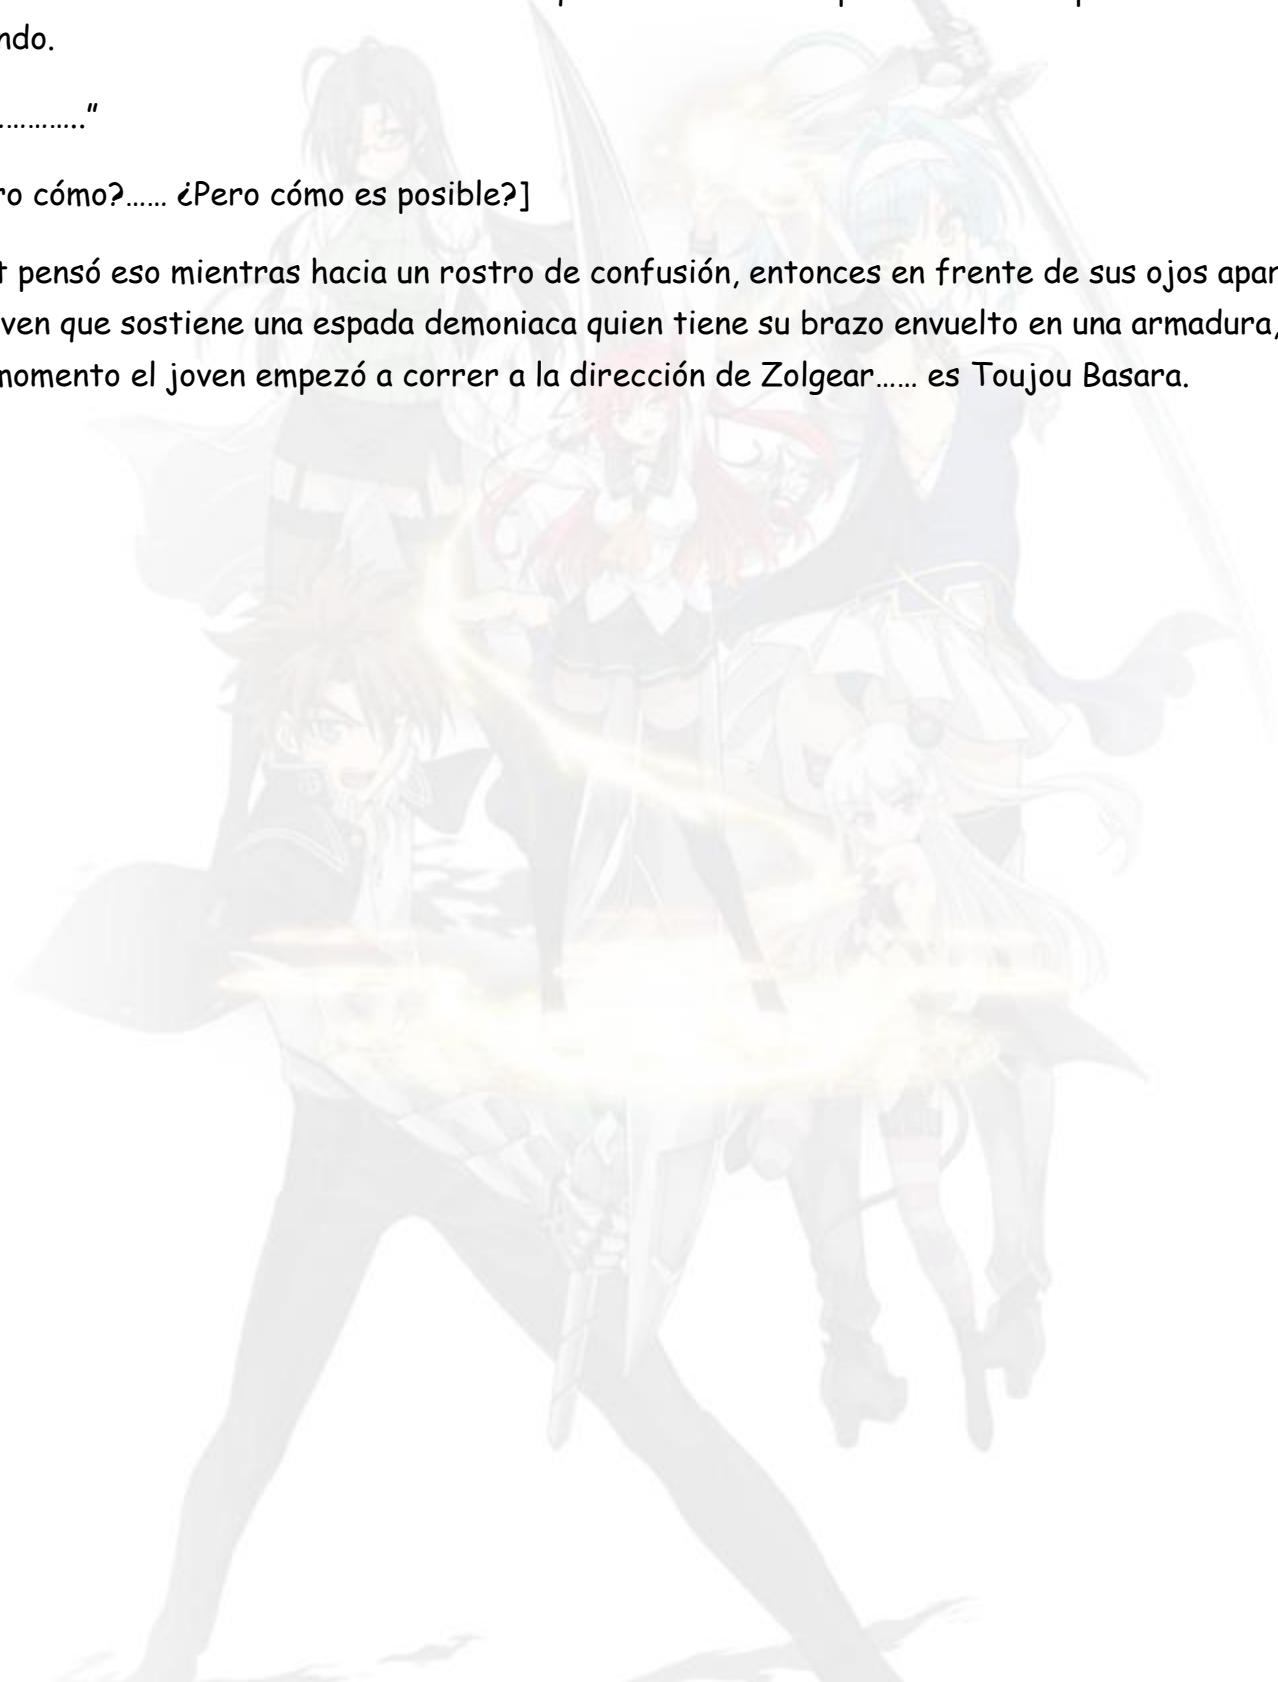 ndo.
…………..”
ro cómo?...... ¿Pero cómo es posible?]
t pensó eso mientras hacia un rostro de confusión, entonces en frente de sus ojos apar
ven que sostiene una espada demoniaca quien tiene su brazo envuelto en una armadura,
momento el joven empezó a correr a la dirección de Zolgear...... es Toujou Basara.